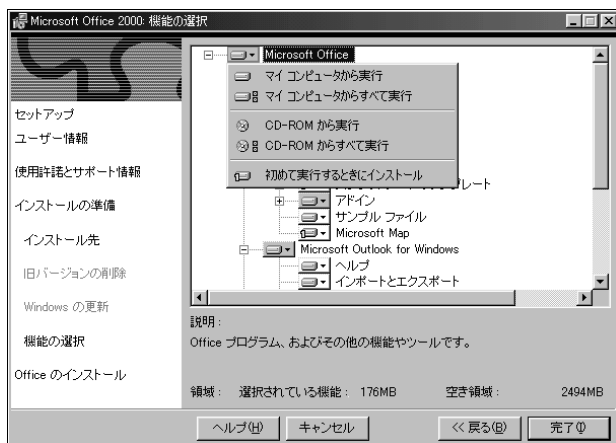 Microsoft Office 2000: 機能の選択
セットアップ
ユーザー情報
使用許諾とサポート情報
インストールの準備
インストール先
旧バージョンの削除
Windows の更新
機能の選択
Office のインストール
Microsoft Office
マイ コンピュータから実行
マイ コンピュータからすべて実行
CD-ROM から実行
CD-ROM からすべて実行
初めて実行するときにインストール
レート
アドイン
サンプル ファイル
Microsoft Map
Microsoft Outlook for Windows
ヘルプ
インポートとエクスポート
説明:
Office プログラム、およびその他の機能やツールです。
領域: 選択されている機能: 176MB 空き領域: 2494MB
ヘルプ(H) キャンセル << 戻る(B) 完了(I)